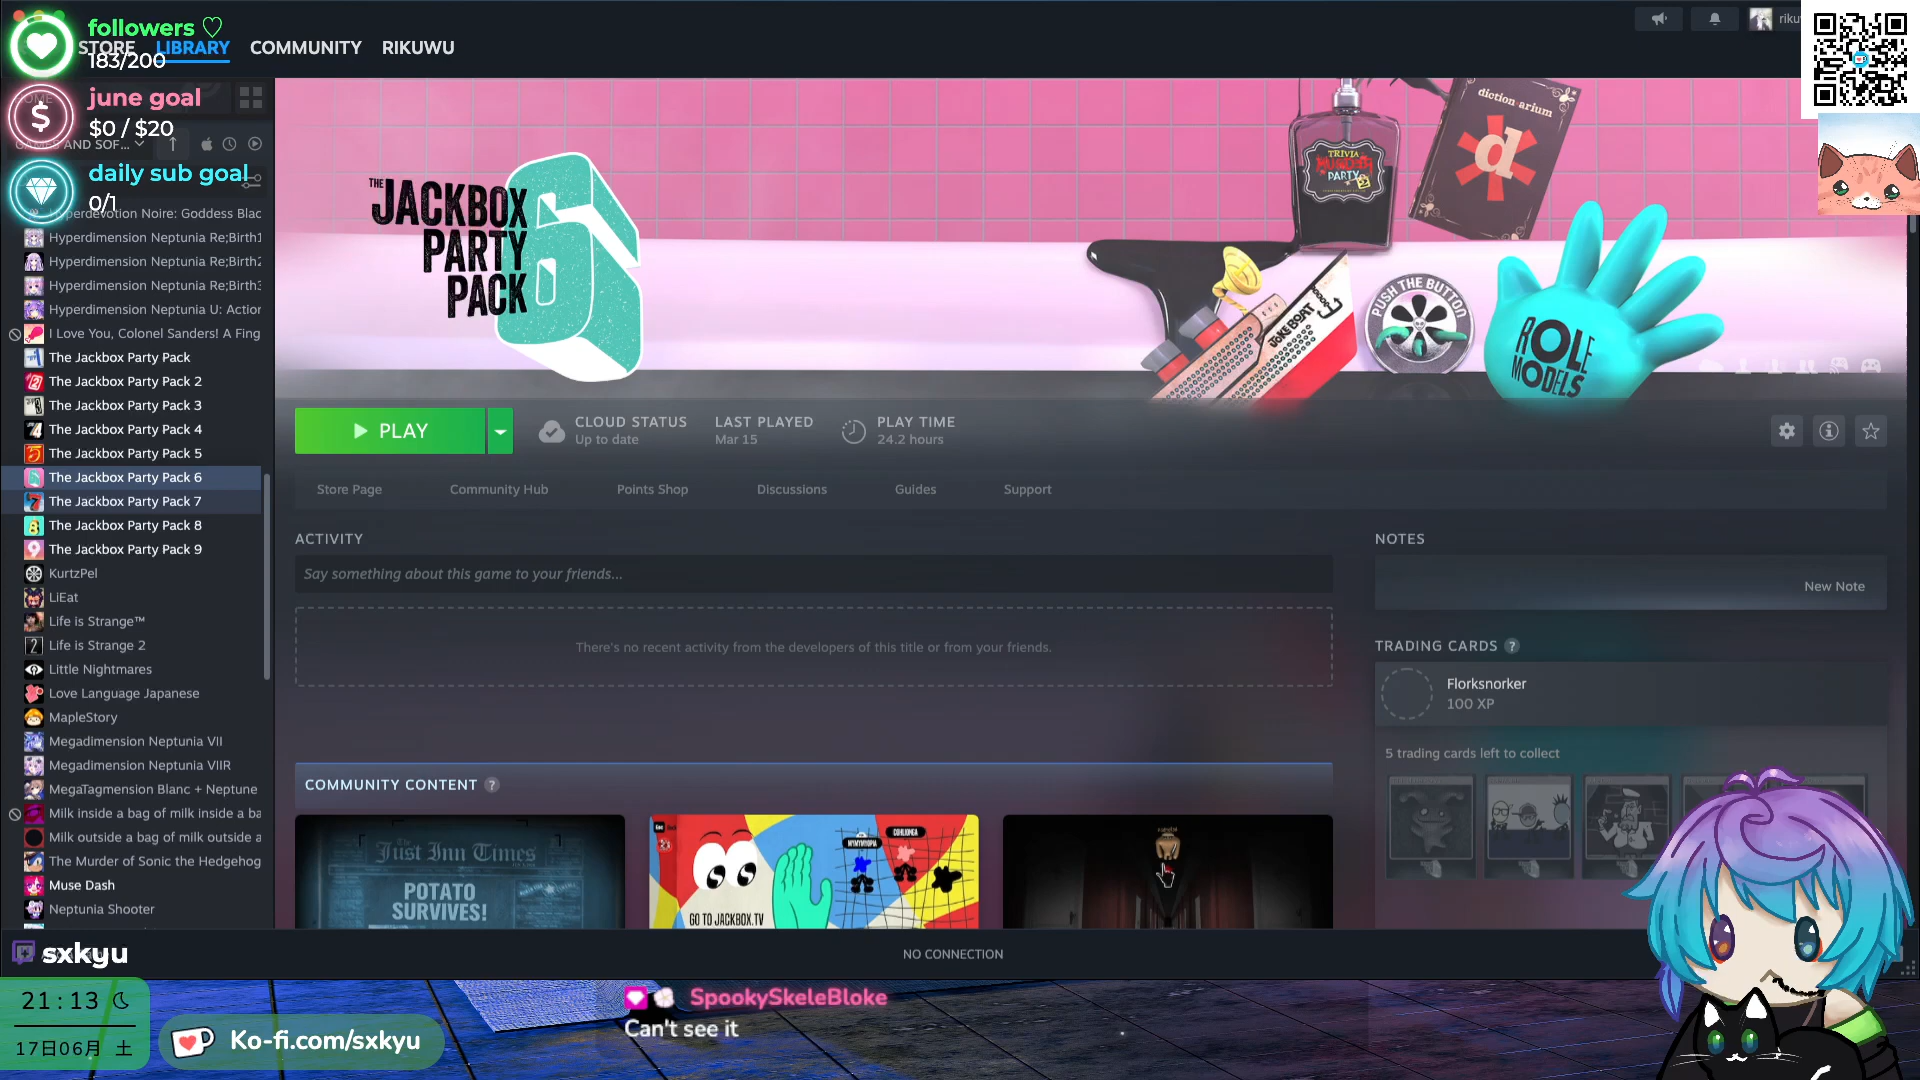 followers ♡
183/200
STORE
LIBRARY
COMMUNITY
RIKUWU
june goal
$0 / $20
AND SOF...
daily sub goal
0/1
Hyperdevotion Noire: Goddess Blac
Hyperdimension Neptunia Re;Birth1
Hyperdimension Neptunia Re;Birth2
Hyperdimension Neptunia Re;Birth3
Hyperdimension Neptunia U: Action
I Love You, Colonel Sanders! A Fing
The Jackbox Party Pack
The Jackbox Party Pack 2
The Jackbox Party Pack 3
The Jackbox Party Pack 4
The Jackbox Party Pack 5
The Jackbox Party Pack 6
The Jackbox Party Pack 7
The Jackbox Party Pack 8
The Jackbox Party Pack 9
KurtzPel
LiEat
Life is Strange™
Life is Strange 2
Little Nightmares
Love Language Japanese
MapleStory
Megadimension Neptunia VII
Megadimension Neptunia VIIR
MegaTagmension Blanc + Neptune
Milk inside a bag of milk inside a ba
Milk outside a bag of milk outside a
The Murder of Sonic the Hedgehog
Muse Dash
Neptunia Shooter
THE
JACKBOX
PARTY
PACK
6
TRIVIA
MURDER
PARTY
2
diction arium
d
JOKE BOAT
PUSH THE BUTTON
ROLE
MODELS
riku
PLAY
CLOUD STATUS
Up to date
LAST PLAYED
Mar 15
PLAY TIME
24.2 hours
Store Page
Community Hub
Points Shop
Discussions
Guides
Support
ACTIVITY
Say something about this game to your friends...
There's no recent activity from the developers of this title or from your friends.
NOTES
New Note
TRADING CARDS ?
Florksnorker
100 XP
5 trading cards left to collect
COMMUNITY CONTENT ?
Just Inn Times
POTATO
SURVIVES!
GO TO JACKBOX.TV
sxkyu
NO CONNECTION
21:13
17日06月 土
Ko-fi.com/sxkyu
SpookySkeleBloke
Can't see it